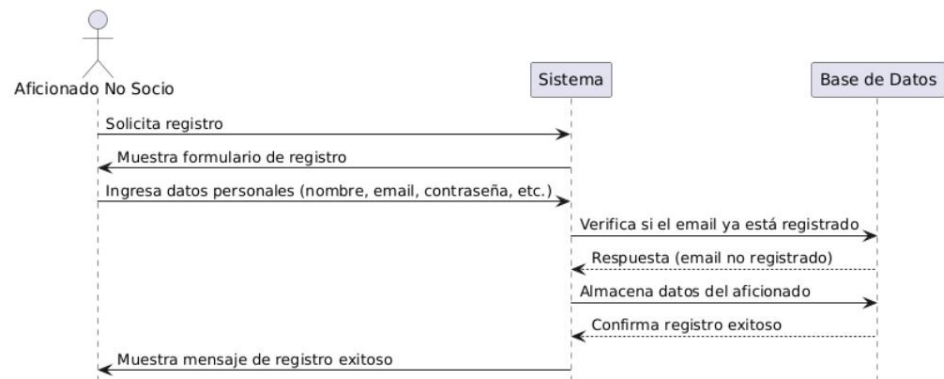 Aficionado No Socio
Sistema
Base de Datos
Solicita registro
Muestra formulario de registro
Ingresa datos personales (nombre, email, contraseña, etc.)
Verifica si el email ya está registrado
Respuesta (email no registrado)
Almacena datos del aficionado
Confirma registro exitoso
Muestra mensaje de registro exitoso